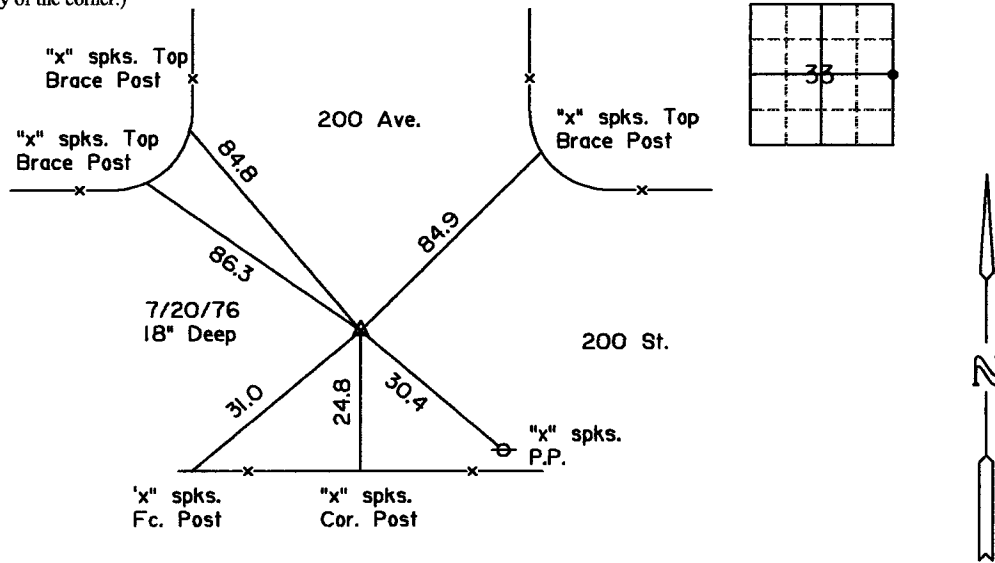 y of the corner.)
"x" spks. Top
Brace Post
"x" spks. Top
Brace Post
200 Ave.
"x" spks. Top
Brace Post
33
84.8
86.3
84.9
7/20/76
18" Deep
200 St.
31.0
24.8
30.4
"x" spks.
P.P.
'x" spks.
Fc. Post
"x" spks.
Cor. Post
N